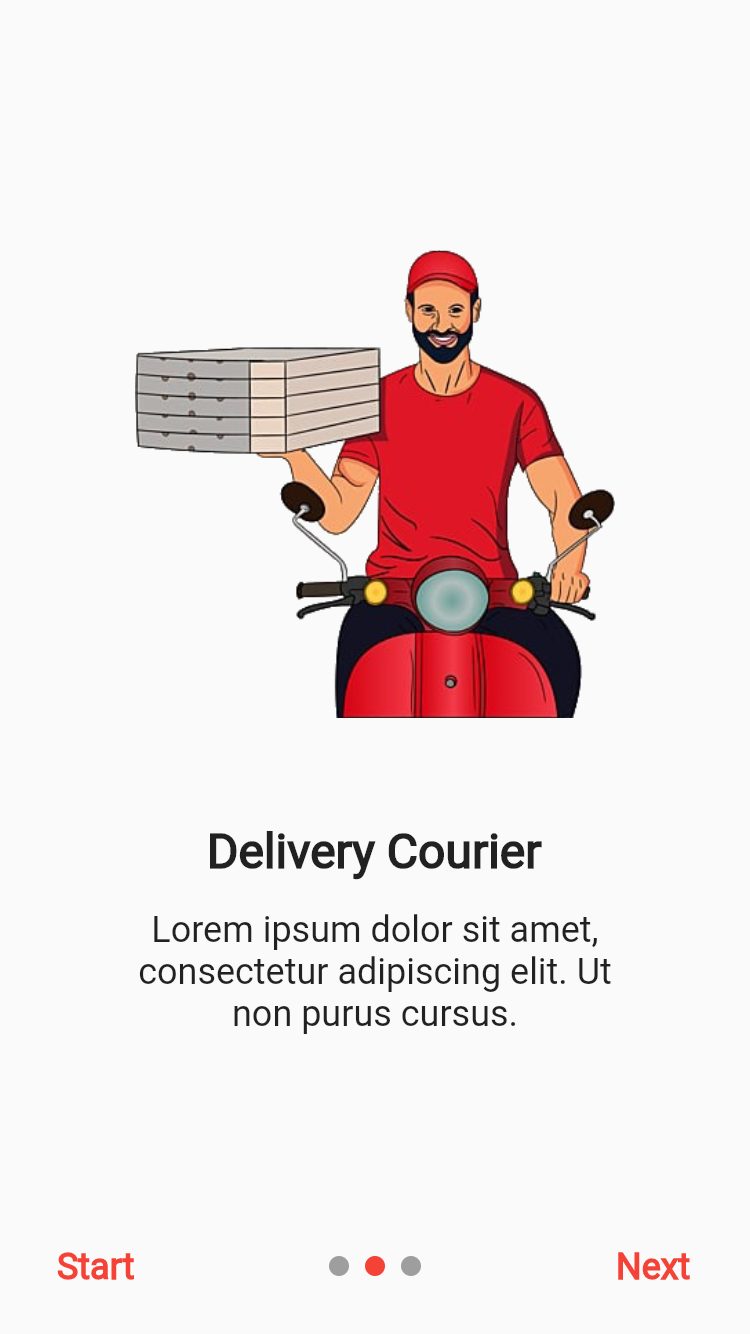 Delivery Courier
Lorem ipsum dolor sit amet,
consectetur adipiscing elit. Ut
non purus cursus.
Start
Next